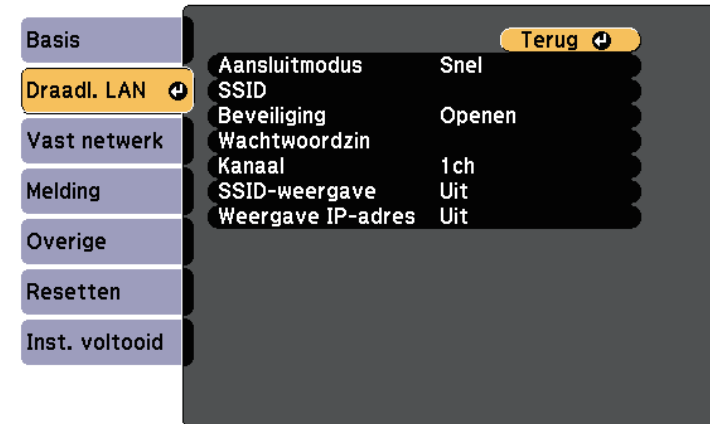 Basis
Draadl. LAN
Vast netwerk
Melding
Overige
Resetten
Inst. voltooid
Terug
Aansluitmodus Snel
SSID
Beveiliging Openen
Wachtwoordzin
Kanaal 1ch
SSID-weergave Uit
Weergave IP-adres Uit